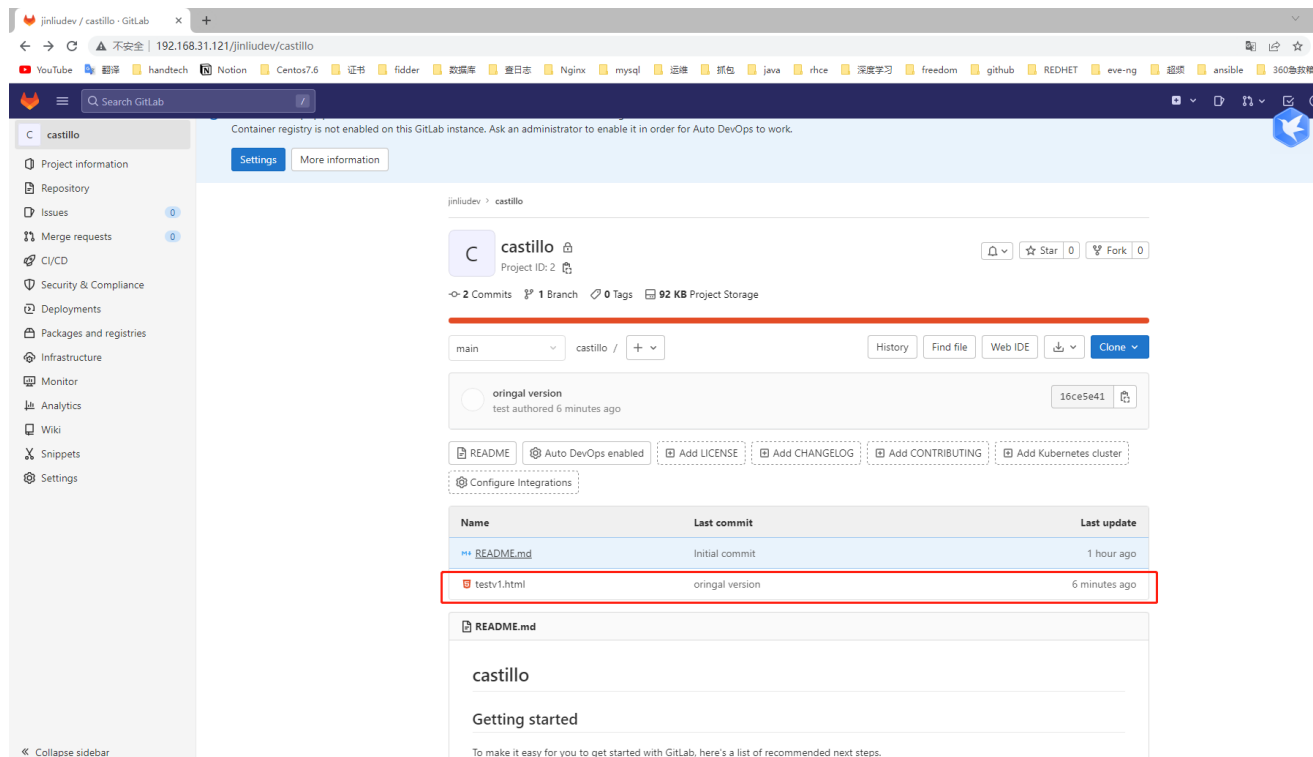 jinliudev / castillo · GitLab
不安全 | 192.168.31.121/jinliudev/castillo
YouTube 翻译 handtech Notion Centos7.6 证书 fidder 数据库 查日志 Nginx mysql 运维 抓包 java rhce 深度学习 freedom github REDHET eve-ng 超频 ansible 360急救箱
Search GitLab /
C castillo
Project information
Repository
Issues 0
Merge requests 0
CI/CD
Security & Compliance
Deployments
Packages and registries
Infrastructure
Monitor
Analytics
Wiki
Snippets
Settings
Collapse sidebar
Container registry is not enabled on this GitLab instance. Ask an administrator to enable it in order for Auto DevOps to work.
Settings More information
jinliudev > castillo
C castillo
Project ID: 2
Star 0 Fork 0
2 Commits 1 Branch 0 Tags 92 KB Project Storage
main castillo / + History Find file Web IDE Clone
oringal version
test authored 6 minutes ago
16ce5e41
README Auto DevOps enabled Add LICENSE Add CHANGELOG Add CONTRIBUTING Add Kubernetes cluster
Configure Integrations
Name Last commit Last update
README.md Initial commit 1 hour ago
testv1.html oringal version 6 minutes ago
README.md
castillo
Getting started
To make it easy for you to get started with GitLab, here's a list of recommended next steps.